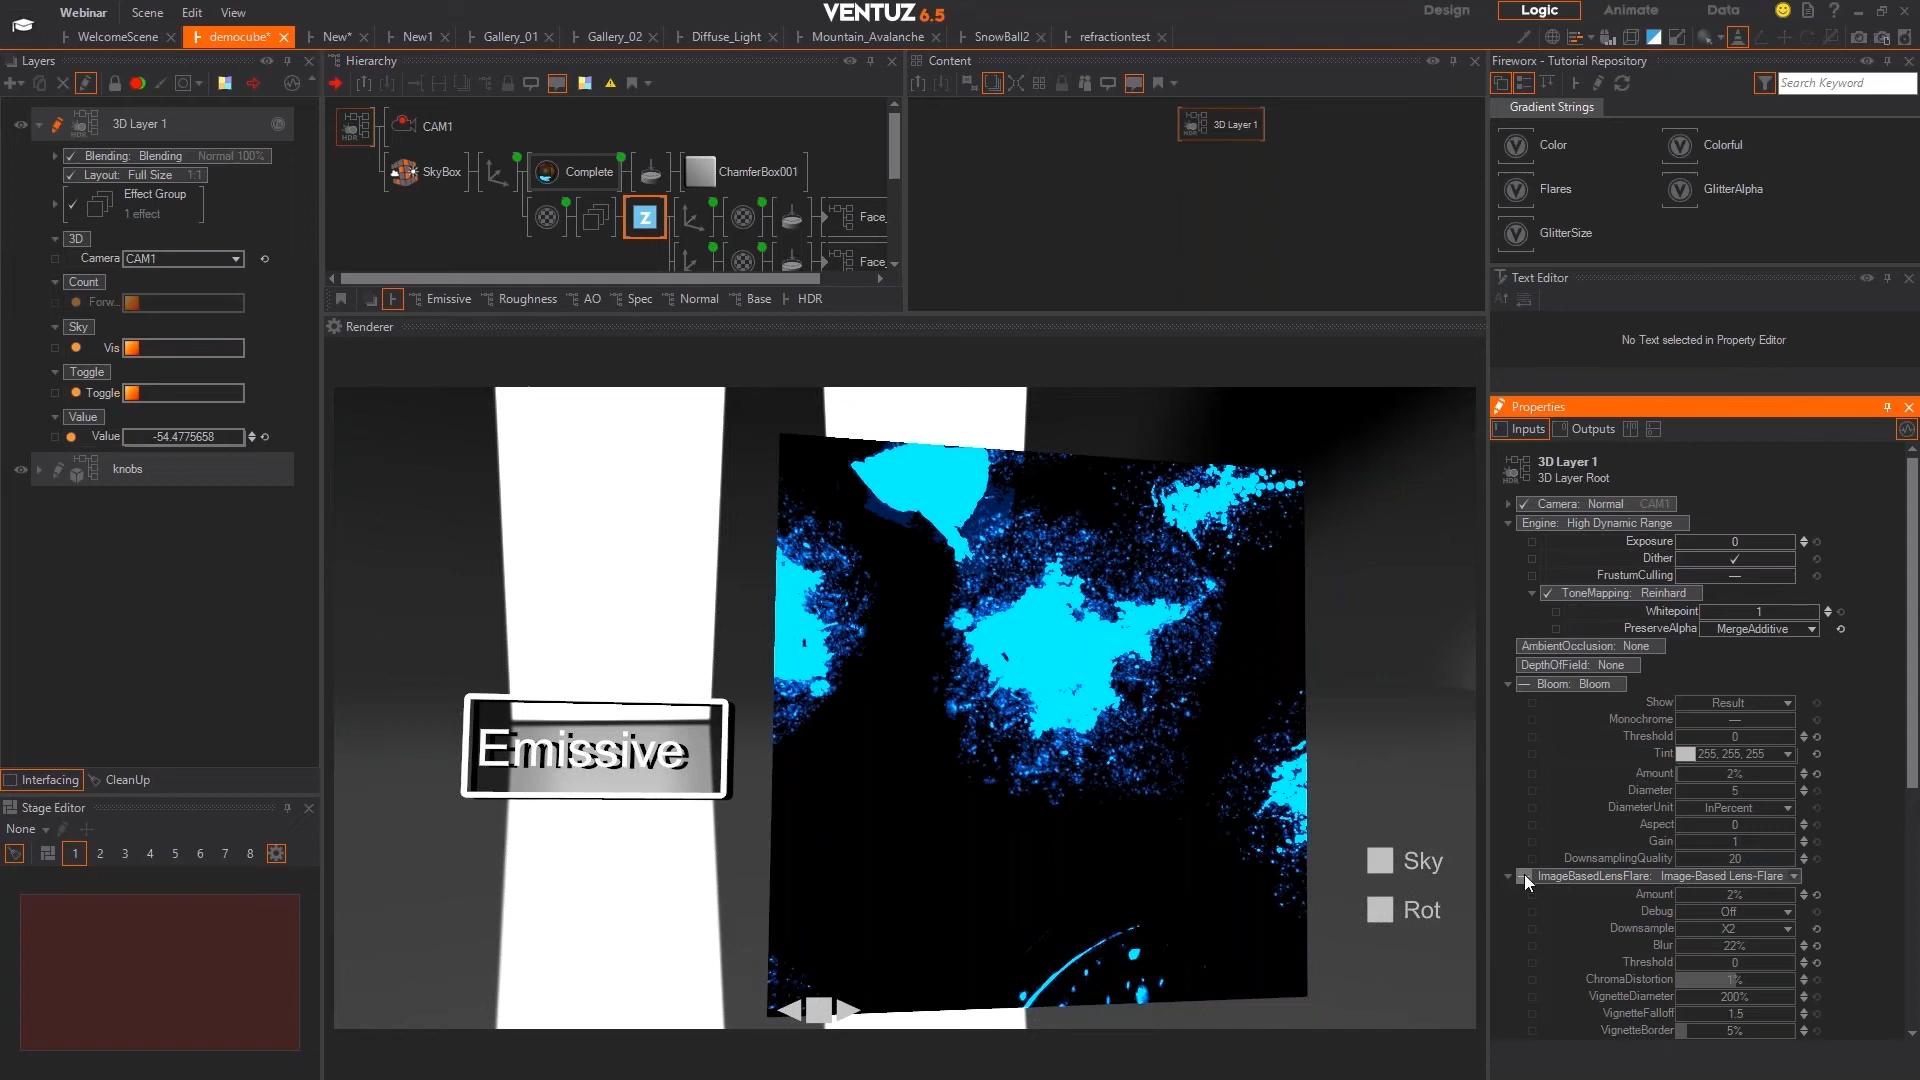 Webinar Scene Edit View
VENTUZ 6.5
Design Logic Animate Data
WelcomeScene democube* New* New1 Gallery_01 Gallery_02 Diffuse_Light Mountain_Avalanche SnowBall2 refractiontest
Layers
3D Layer 1
Blending: Blending Normal 100%
Layout: Full Size 1:1
Effect Group
1 effect
3D
Camera CAM1
Count
Forw...
Sky
Vis
Toggle
Toggle
Value
Value -54.4775658
knobs
Interfacing CleanUp
Stage Editor
None
1 2 3 4 5 6 7 8
Hierarchy
HDR CAM1
SkyBox Complete ChamferBox001
Z Face_
Face_
Emissive Roughness AO Spec Normal Base HDR
Content
HDR 3D Layer 1
Renderer
Emissive
Sky
Rot
Fireworx - Tutorial Repository
Search Keyword
Gradient Strings
Color Colorful
Flares GlitterAlpha
GlitterSize
Text Editor
No Text selected in Property Editor
Properties
Inputs Outputs
3D Layer 1
3D Layer Root
Camera: Normal CAM1
Engine: High Dynamic Range
Exposure 0
Dither
FrustumCulling
ToneMapping: Reinhard
Whitepoint 1
PreserveAlpha MergeAdditive
AmbientOcclusion: None
DepthOfField: None
Bloom: Bloom
Show Result
Monochrome
Threshold 0
Tint 255, 255, 255
Amount 2%
Diameter 5
DiameterUnit InPercent
Aspect 0
Gain 1
DownsamplingQuality 20
ImageBasedLensFlare: Image-Based Lens-Flare
Amount 2%
Debug Off
Downsample X2
Blur 22%
Threshold 0
ChromaDistortion 1%
VignetteDiameter 200%
VignetteFalloff 1.5
VignetteBorder 5%